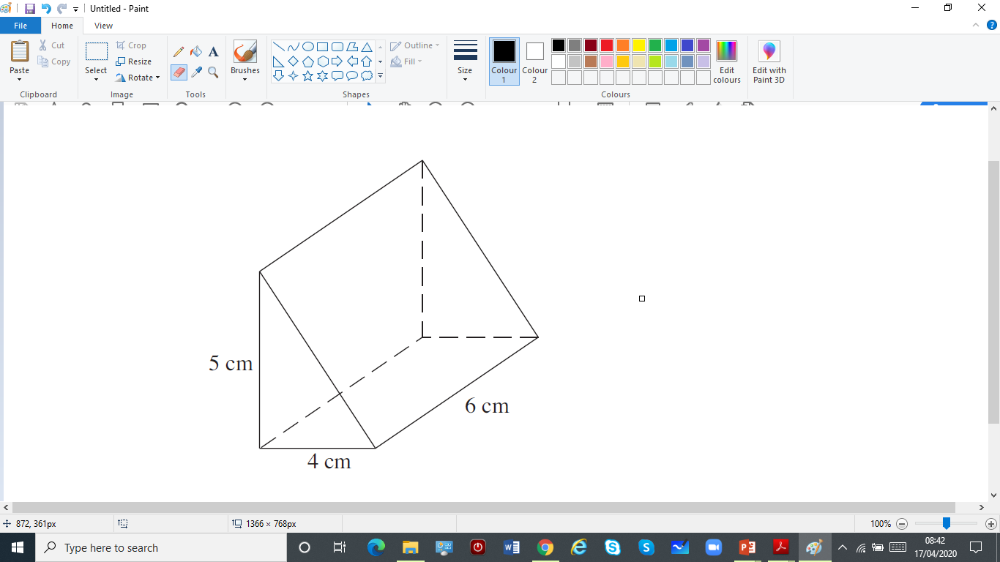 Untitled - Paint
File Home View
Paste
Cut
Copy
Clipboard
Select
Crop
Resize
Rotate
Image
A
Tools
Brushes
Outline
Fill
Shapes
Size
Colour 1
Colour 2
Edit colours
Edit with Paint 3D
Colours
5 cm
6 cm
4 cm
872, 361px
1366 × 768px
100%
Type here to search
08:42
17/04/2020